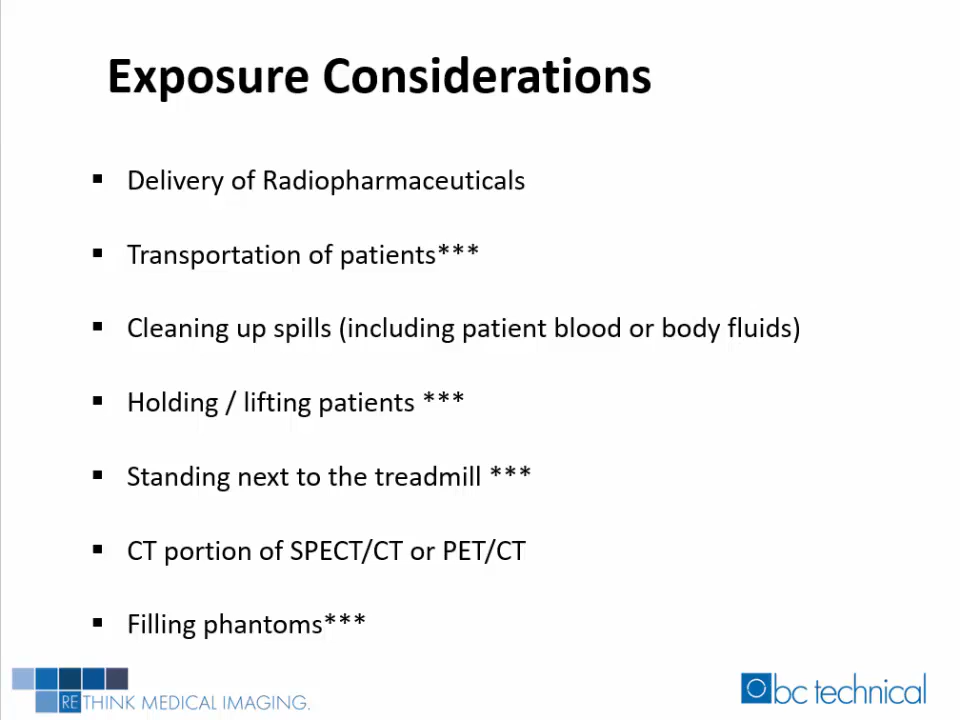 Exposure Considerations
Delivery of Radiopharmaceuticals
Transportation of patients***
Cleaning up spills (including patient blood or body fluids)
Holding / lifting patients ***
Standing next to the treadmill ***
CT portion of SPECT/CT or PET/CT
Filling phantoms***
RETHINK MEDICAL IMAGING.
bc technical